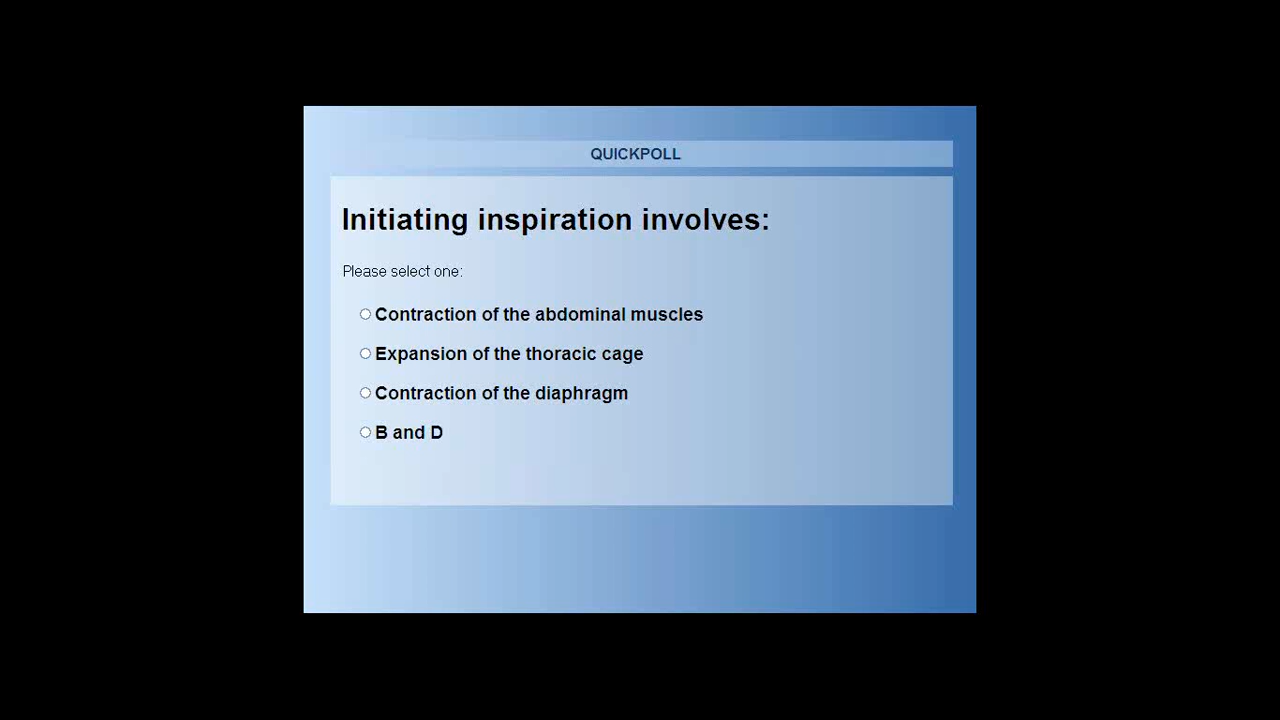 QUICKPOLL
Initiating inspiration involves:
Please select one:
Contraction of the abdominal muscles
Expansion of the thoracic cage
Contraction of the diaphragm
B and D